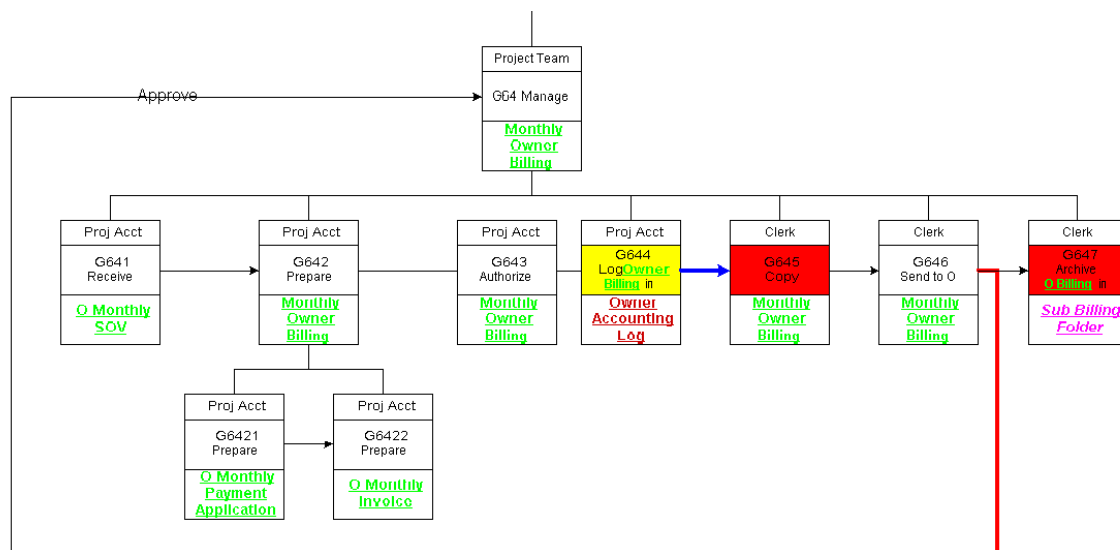 Project Team
Approve
G64 Manage
Monthly
Owner
Billing
Proj Acct
G641
Receive
O Monthly
SOV
Proj Acct
G642
Prepare
Monthly
Owner
Billing
Proj Acct
G643
Authorize
Monthly
Owner
Billing
Proj Acct
G644
LogOwner
Billing in
Owner
Accounting
Log
Clerk
G645
Copy
Monthly
Owner
Billing
Clerk
G646
Send to O
Monthly
Owner
Billing
Clerk
G647
Archive
O Billing in
Sub Billing
Folder
Proj Acct
G6421
Prepare
O Monthly
Payment
Application
Proj Acct
G6422
Prepare
O Monthly
Invoice